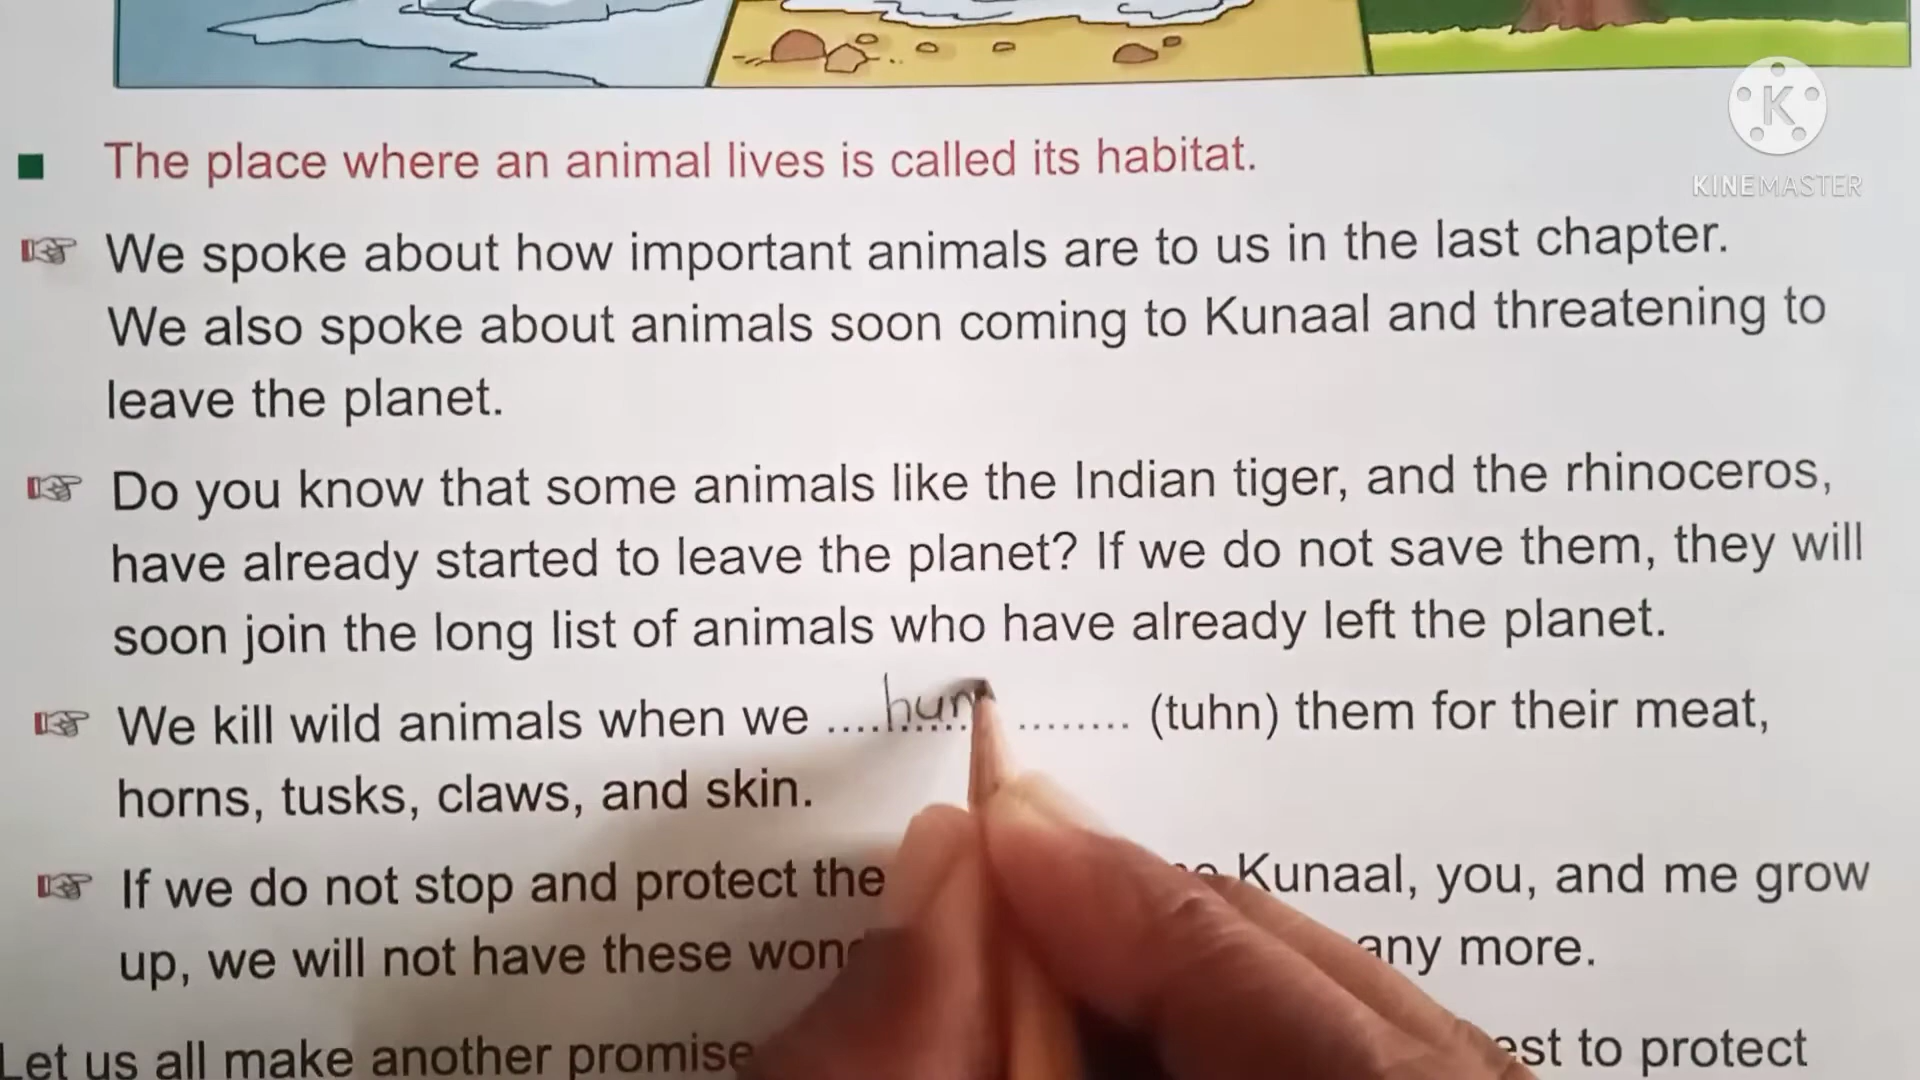 KINEMASTER
The place where an animal lives is called its habitat.
We spoke about how important animals are to us in the last chapter.
We also spoke about animals soon coming to Kunaal and threatening to
leave the planet.
Do you know that some animals like the Indian tiger, and the rhinoceros,
have already started to leave the planet? If we do not save them, they will
soon join the long list of animals who have already left the planet.
We kill wild animals when we ....hun........ (tuhn) them for their meat,
horns, tusks, claws, and skin.
If we do not stop and protect the Kunaal, you, and me grow
up, we will not have these any more.
Let us all make another promise to protect